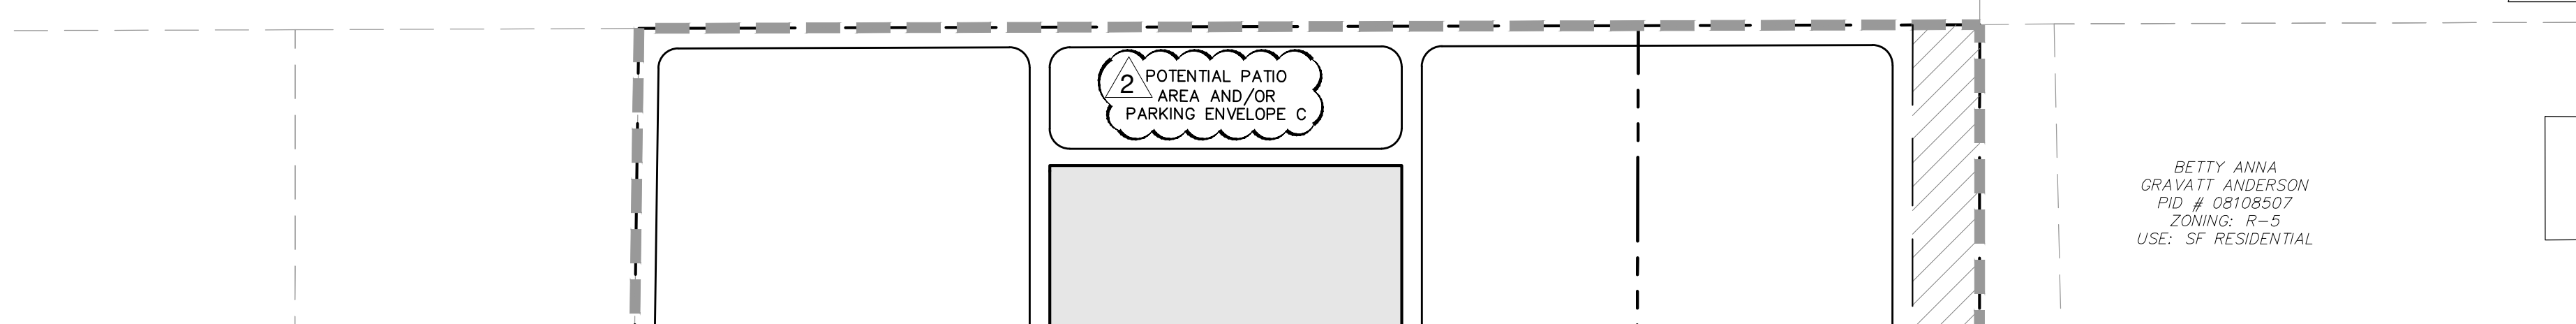 2
POTENTIAL PATIO
AREA AND/OR
PARKING ENVELOPE C
BETTY ANNA
GRAVATT ANDERSON
PID # 08108507
ZONING: R-5
USE: SF RESIDENTIAL